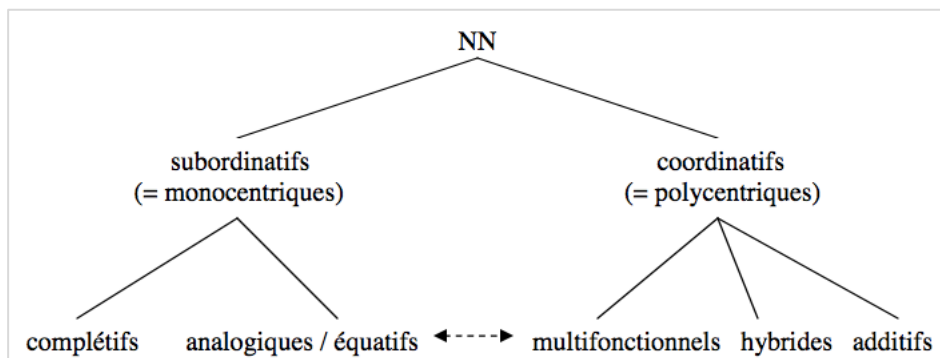 NN
subordinatifs
(= monocentriques)
coordinatifs
(= polycentriques)
complétifs analogiques / équatifs multifonctionnels hybrides additifs